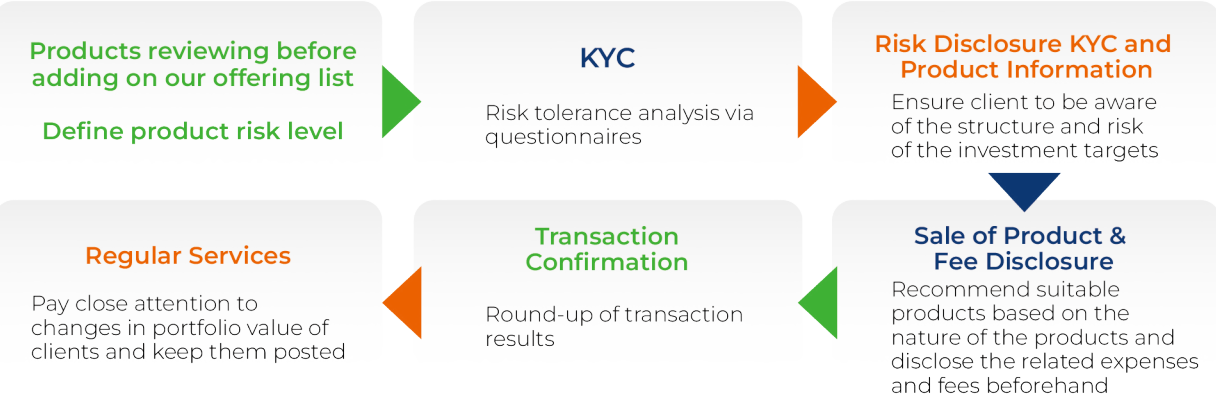 Products reviewing before
adding on our offering list
Define product risk level
KYC
Risk tolerance analysis via
questionnaires
Risk Disclosure KYC and
Product Information
Ensure client to be aware
of the structure and risk
of the investment targets
Sale of Product &
Fee Disclosure
Recommend suitable
products based on the
nature of the products and
disclose the related expenses
and fees beforehand
Transaction
Confirmation
Round-up of transaction
results
Regular Services
Pay close attention to
changes in portfolio value of
clients and keep them posted